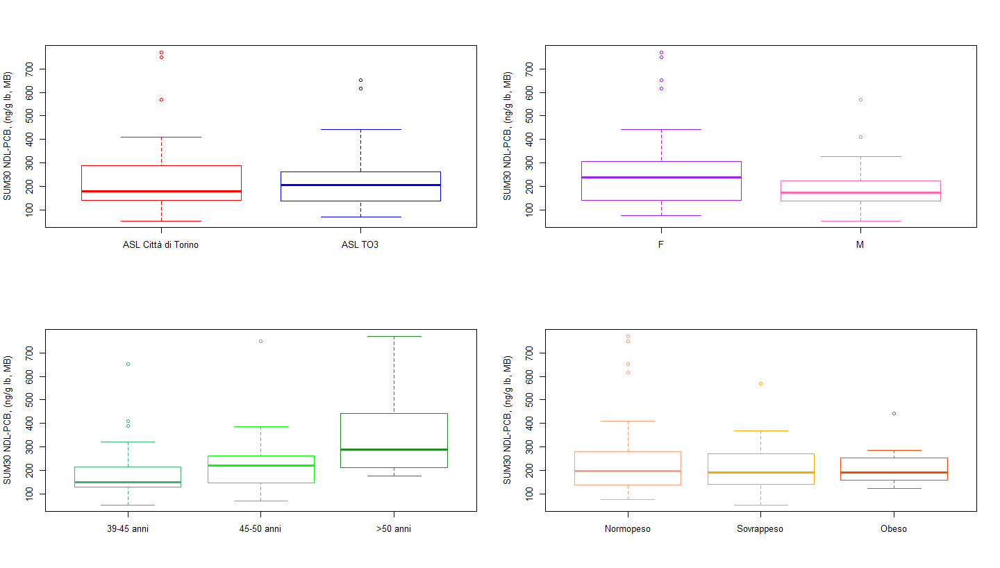 SUM30 NDL-PCB, (ng/g lb, MB)
700
600
500
400
300
200
100
ASL Città di Torino
ASL TO3
SUM30 NDL-PCB, (ng/g lb, MB)
700
600
500
400
300
200
100
F
M
SUM30 NDL-PCB, (ng/g lb, MB)
700
600
500
400
300
200
100
39-45 anni
45-50 anni
>50 anni
SUM30 NDL-PCB, (ng/g lb, MB)
700
600
500
400
300
200
100
Normopeso
Sovrappeso
Obeso